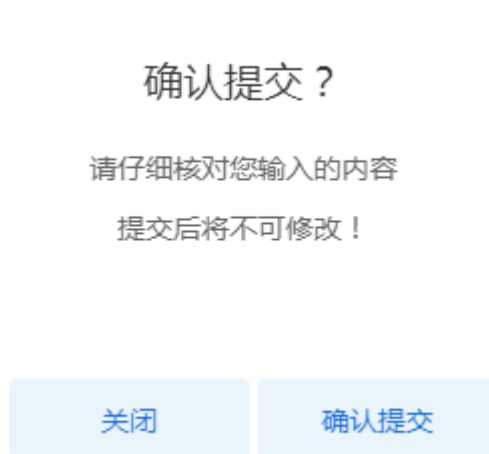 确认提交？
请仔细核对您输入的内容
提交后将不可修改！
关闭
确认提交